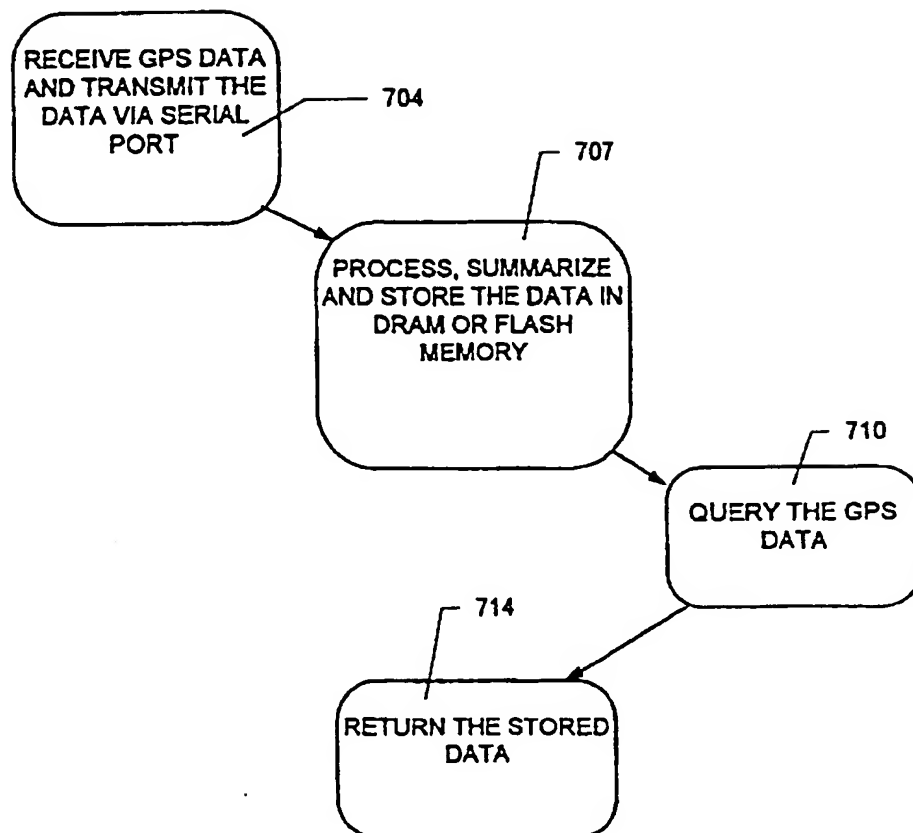 RECEIVE GPS DATA
AND TRANSMIT THE
DATA VIA SERIAL
PORT
704
707
PROCESS, SUMMARIZE
AND STORE THE DATA IN
DRAM OR FLASH
MEMORY
710
QUERY THE GPS
DATA
714
RETURN THE STORED
DATA